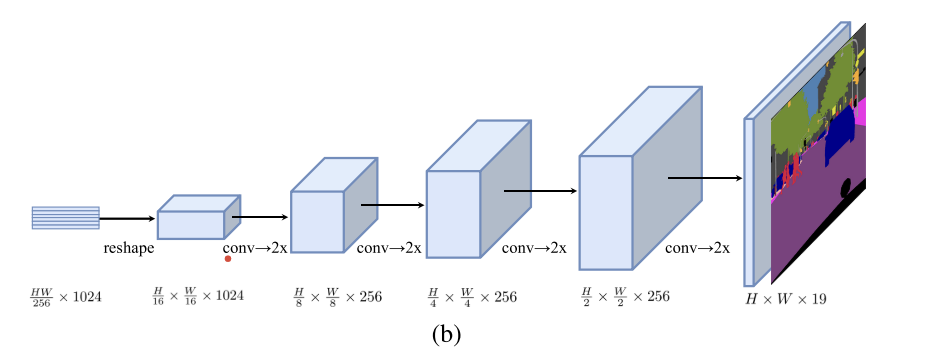 reshape conv→2x conv→2x conv→2x conv→2x
HW/256 × 1024 H/16 × W/16 × 1024 H/8 × W/8 × 256 H/4 × W/4 × 256 H/2 × W/2 × 256 H × W × 19
(b)